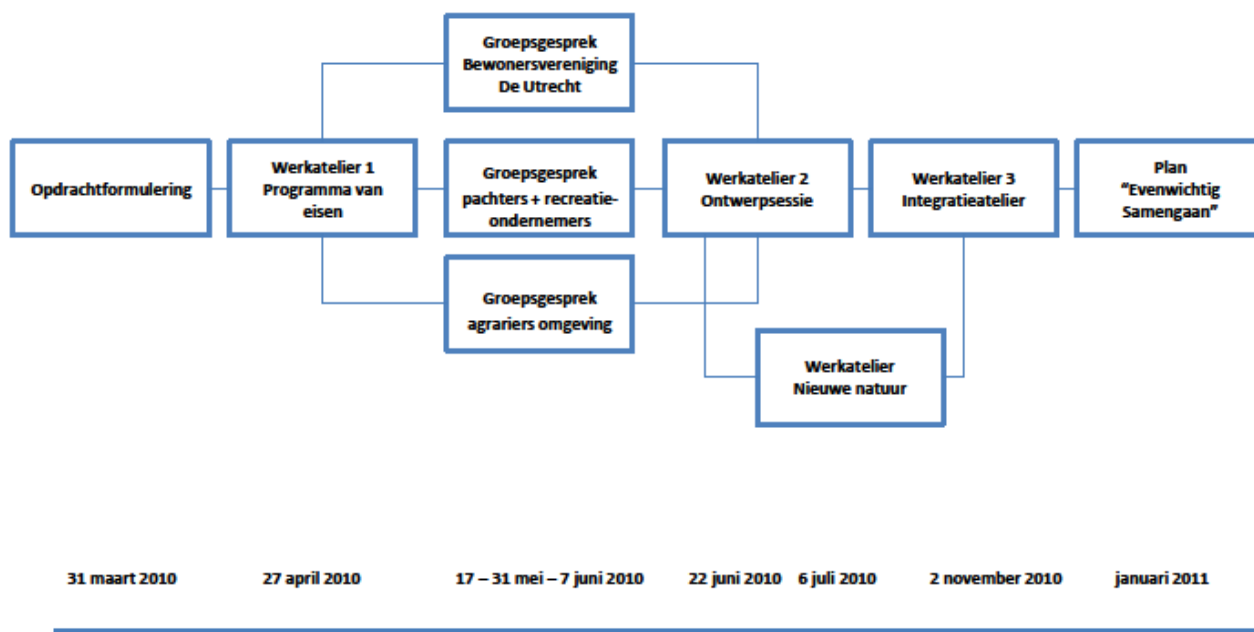 Groepsgesprek
Bewonersvereniging
De Utrecht
Opdrachtformulering
Werkatelier 1
Programma van
eisen
Groepsgesprek
pachters + recreatie-
ondernemers
Werkatelier 2
Ontwerpsessie
Werkatelier 3
Integratieatelier
Plan
“Evenwichtig
Samengaan”
Groepsgesprek
agrariers omgeving
Werkatelier
Nieuwe natuur
31 maart 2010
27 april 2010
17 – 31 mei – 7 juni 2010
22 juni 2010
6 juli 2010
2 november 2010
januari 2011